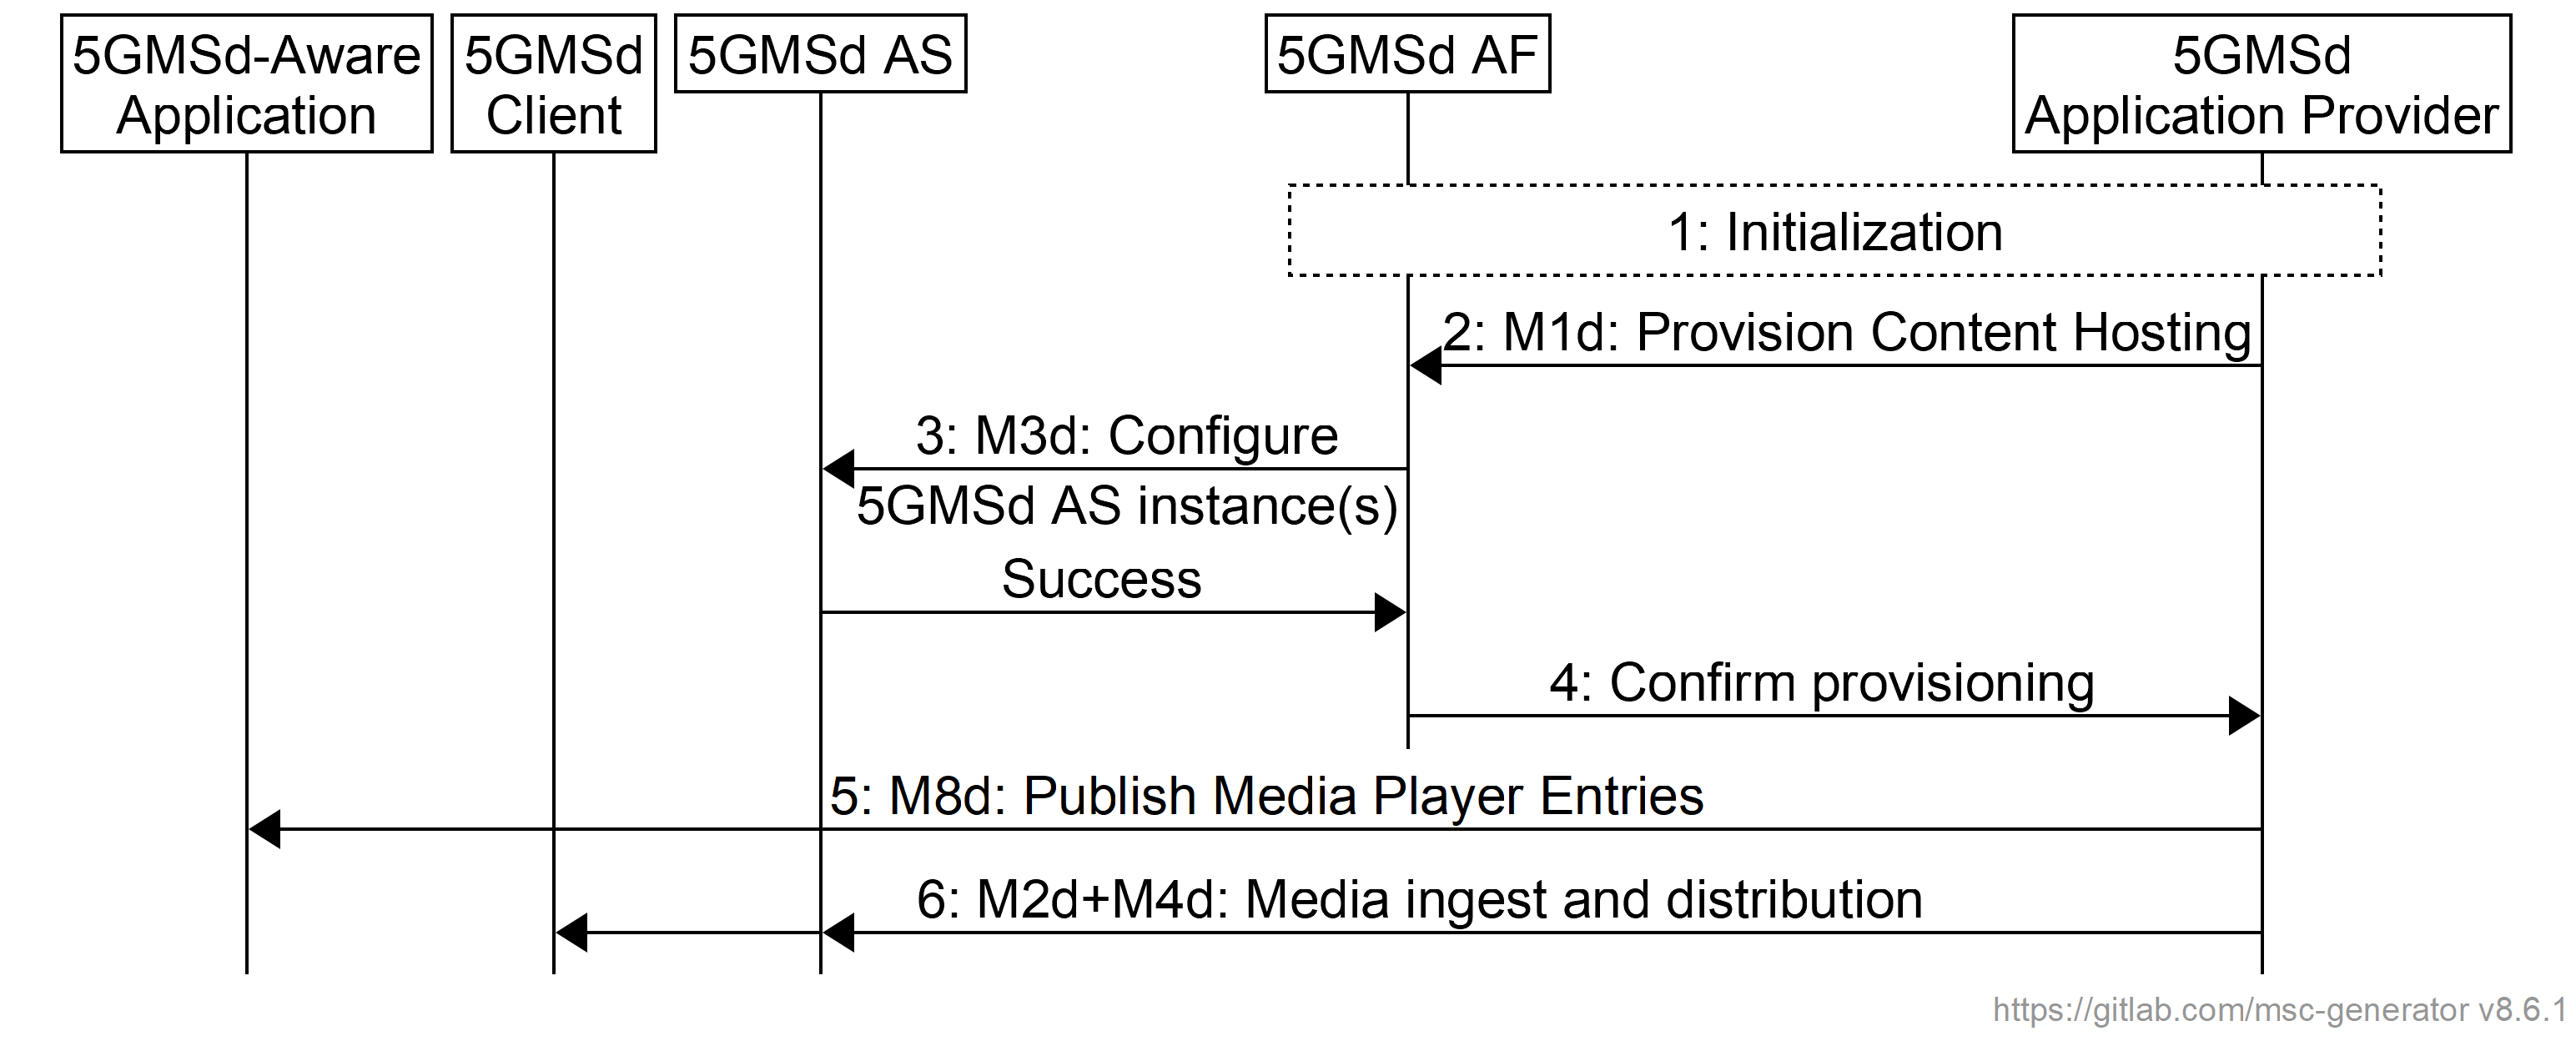 5GMSd-Aware
Application
5GMSd
Client
5GMSd AS
5GMSd AF
5GMSd
Application Provider
1: Initialization
2: M1d: Provision Content Hosting
3: M3d: Configure
5GMSd AS instance(s)
Success
4: Confirm provisioning
5: M8d: Publish Media Player Entries
6: M2d+M4d: Media ingest and distribution
https://gitlab.com/msc-generator v8.6.1